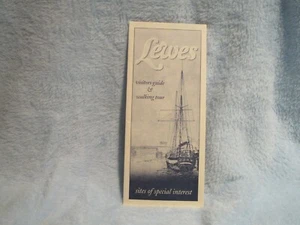 Lewes
visitors guide
&
walking tour
sites of special interest